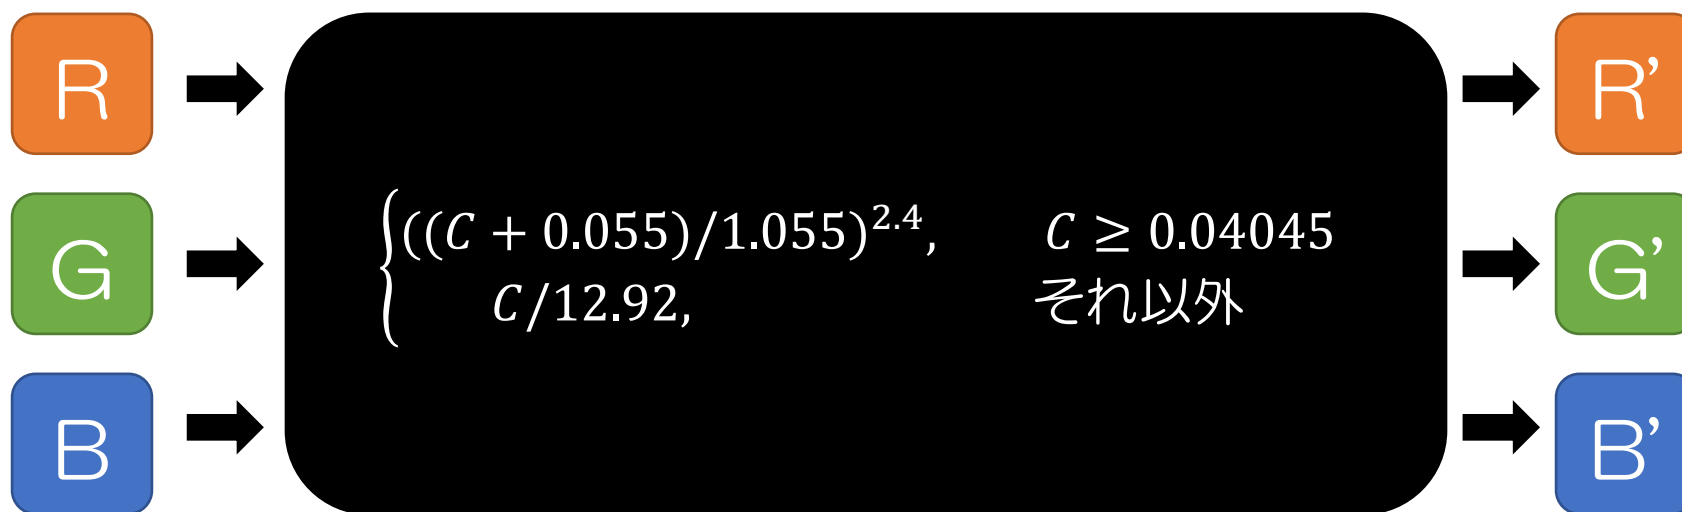 R
R’
((C + 0.055)/1.055)^2.4, C ≥ 0.04045
G
G’
C/12.92, それ以外
B
B’